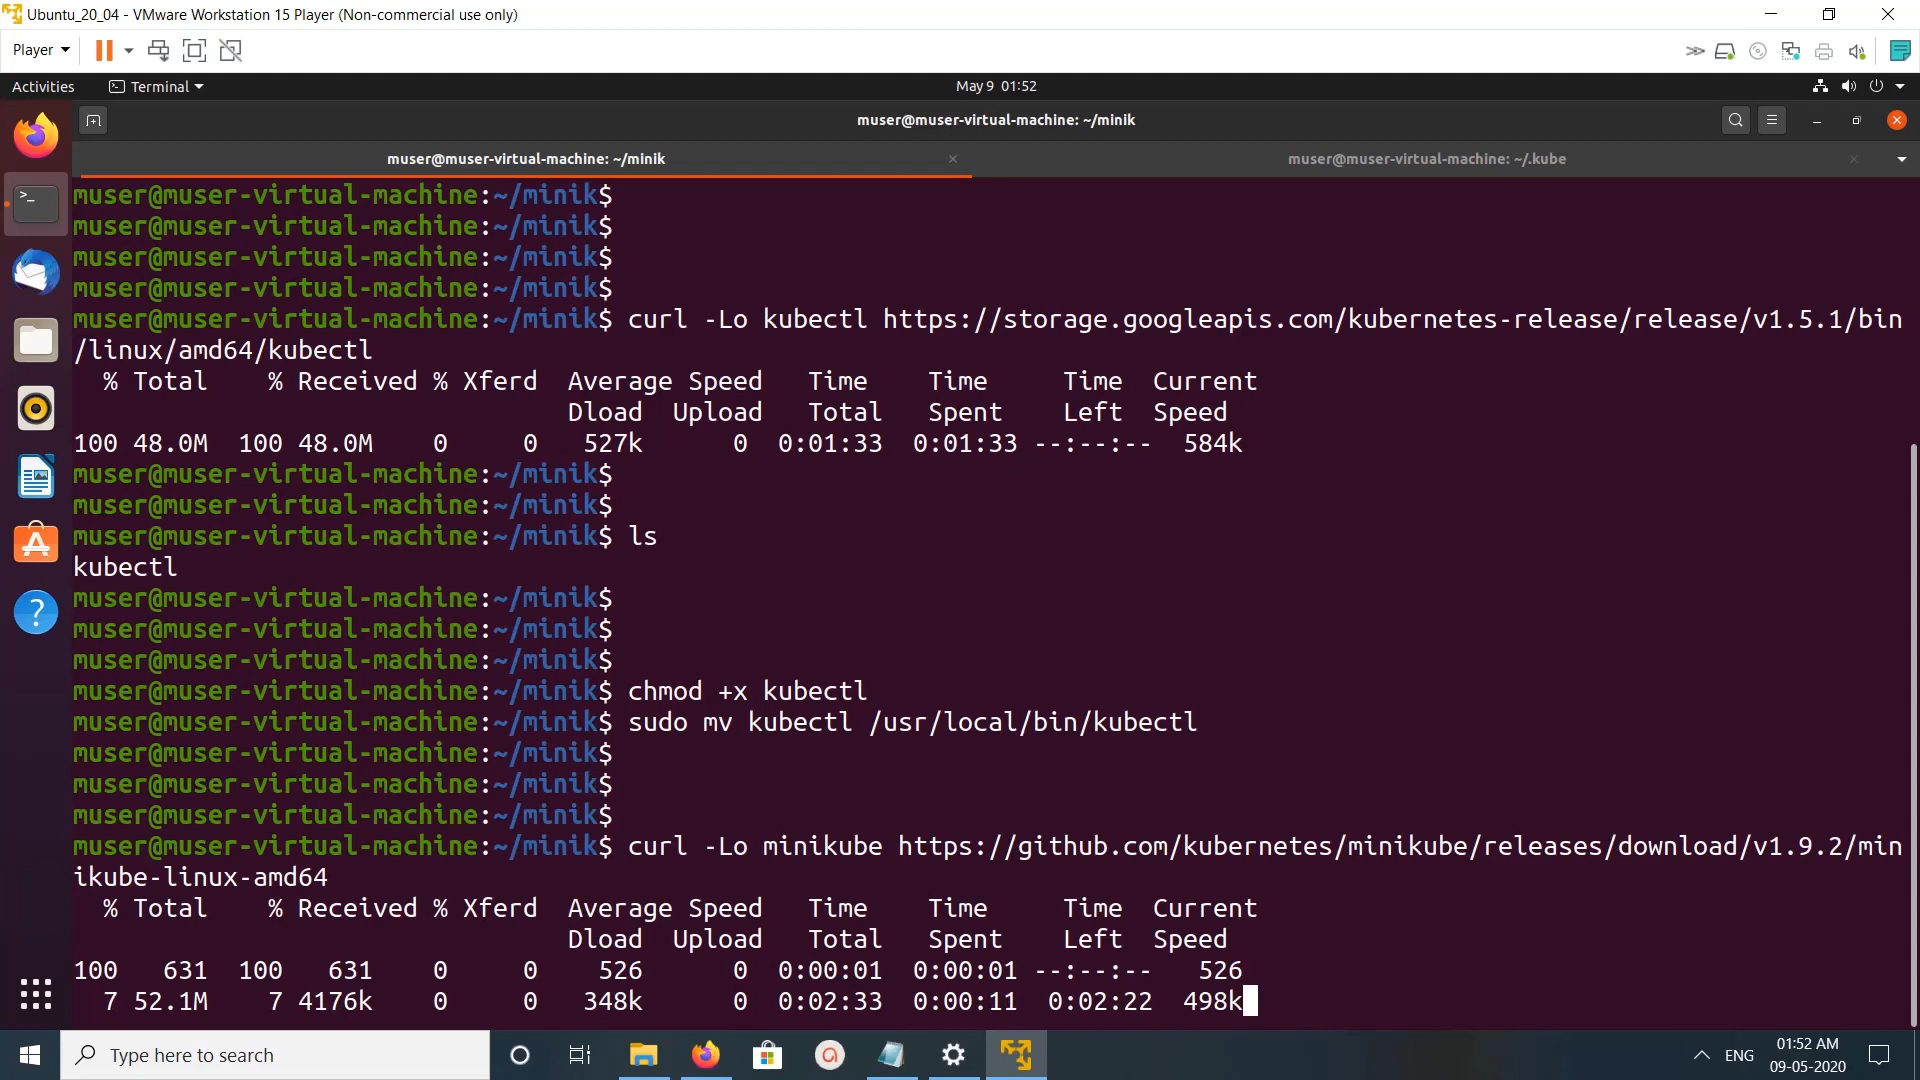 Ubuntu_20_04 - VMware Workstation 15 Player (Non-commercial use only)
Player
Activities Terminal May 9 01:52
muser@muser-virtual-machine: ~/minik
muser@muser-virtual-machine: ~/minik muser@muser-virtual-machine: ~/.kube
muser@muser-virtual-machine:~/minik$
muser@muser-virtual-machine:~/minik$
muser@muser-virtual-machine:~/minik$
muser@muser-virtual-machine:~/minik$
muser@muser-virtual-machine:~/minik$ curl -Lo kubectl https://storage.googleapis.com/kubernetes-release/release/v1.5.1/bin
/linux/amd64/kubectl
% Total % Received % Xferd Average Speed Time Time Time Current
Dload Upload Total Spent Left Speed
100 48.0M 100 48.0M 0 0 527k 0 0:01:33 0:01:33 --:--:-- 584k
muser@muser-virtual-machine:~/minik$
muser@muser-virtual-machine:~/minik$
muser@muser-virtual-machine:~/minik$ ls
kubectl
muser@muser-virtual-machine:~/minik$
muser@muser-virtual-machine:~/minik$
muser@muser-virtual-machine:~/minik$
muser@muser-virtual-machine:~/minik$ chmod +x kubectl
muser@muser-virtual-machine:~/minik$ sudo mv kubectl /usr/local/bin/kubectl
muser@muser-virtual-machine:~/minik$
muser@muser-virtual-machine:~/minik$
muser@muser-virtual-machine:~/minik$
muser@muser-virtual-machine:~/minik$ curl -Lo minikube https://github.com/kubernetes/minikube/releases/download/v1.9.2/min
ikube-linux-amd64
% Total % Received % Xferd Average Speed Time Time Time Current
Dload Upload Total Spent Left Speed
100 631 100 631 0 0 526 0 0:00:01 0:00:01 --:--:-- 526
7 52.1M 7 4176k 0 0 348k 0 0:02:33 0:00:11 0:02:22 498k
Type here to search
ENG
01:52 AM
09-05-2020